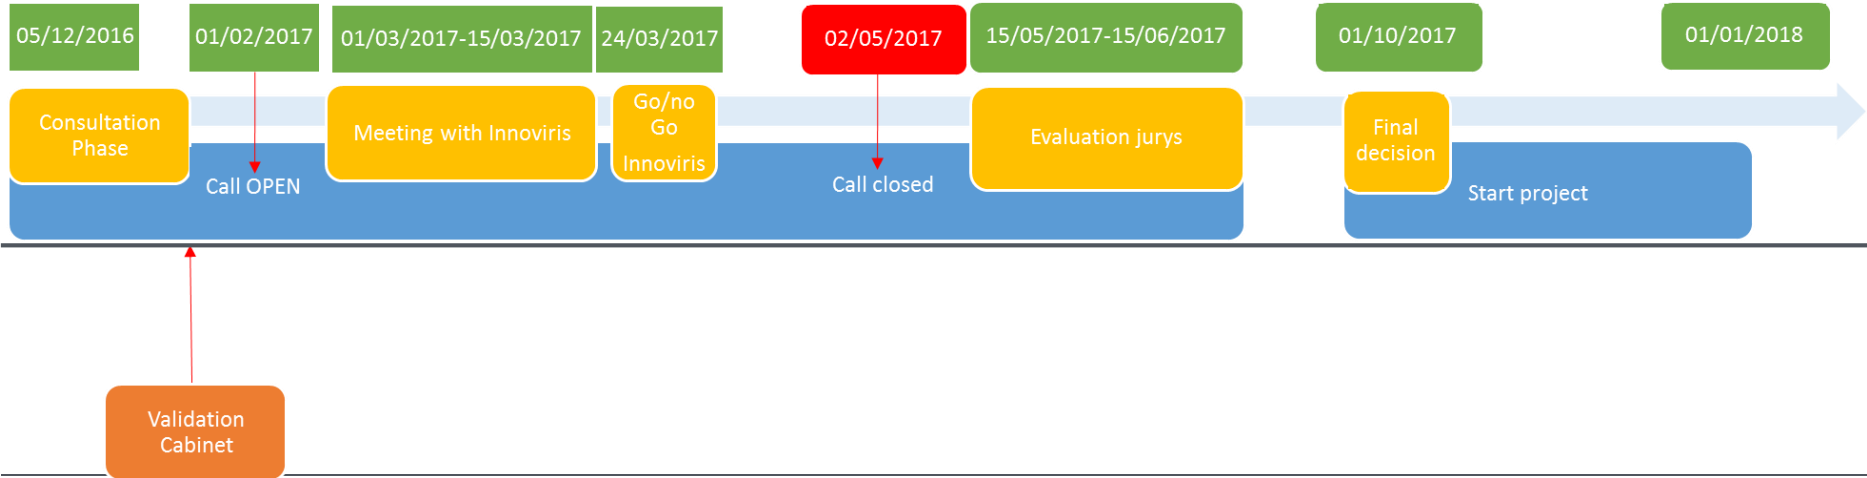 05/12/2016
01/02/2017
01/03/2017-15/03/2017
24/03/2017
02/05/2017
15/05/2017-15/06/2017
01/10/2017
01/01/2018
Consultation
Phase
Meeting with Innoviris
Go/no
Go
Innoviris
Evaluation jurys
Final
decision
Call OPEN
Call closed
Start project
Validation
Cabinet